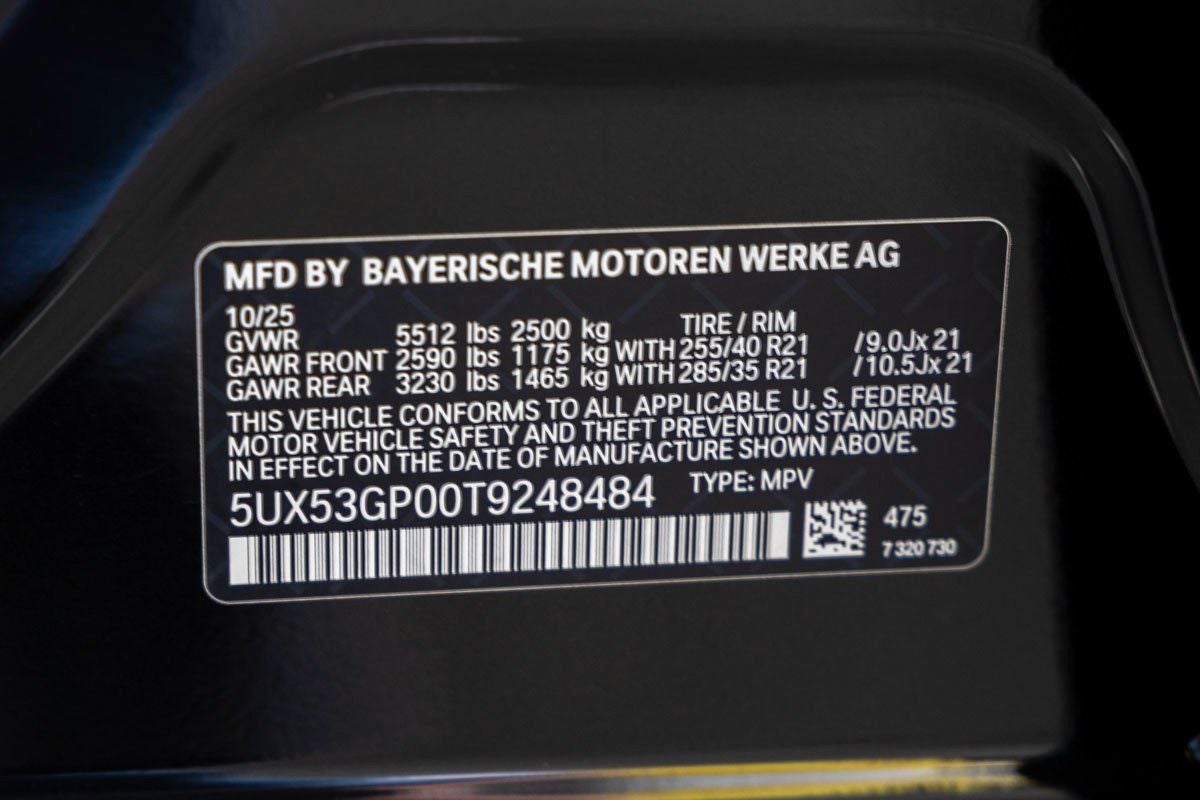 MFD BY BAYERISCHE MOTOREN WERKE AG
10/25 TIRE / RIM
GVWR 5512 lbs 2500 kg
GAWR FRONT 2590 lbs 1175 kg WITH 255/40 R21 /9.0Jx 21
GAWR REAR 3230 lbs 1465 kg WITH 285/35 R21 /10.5Jx 21
THIS VEHICLE CONFORMS TO ALL APPLICABLE U. S. FEDERAL
MOTOR VEHICLE SAFETY AND THEFT PREVENTION STANDARDS
IN EFFECT ON THE DATE OF MANUFACTURE SHOWN ABOVE.
5UX53GP00T9248484 TYPE: MPV
475
7 320 730